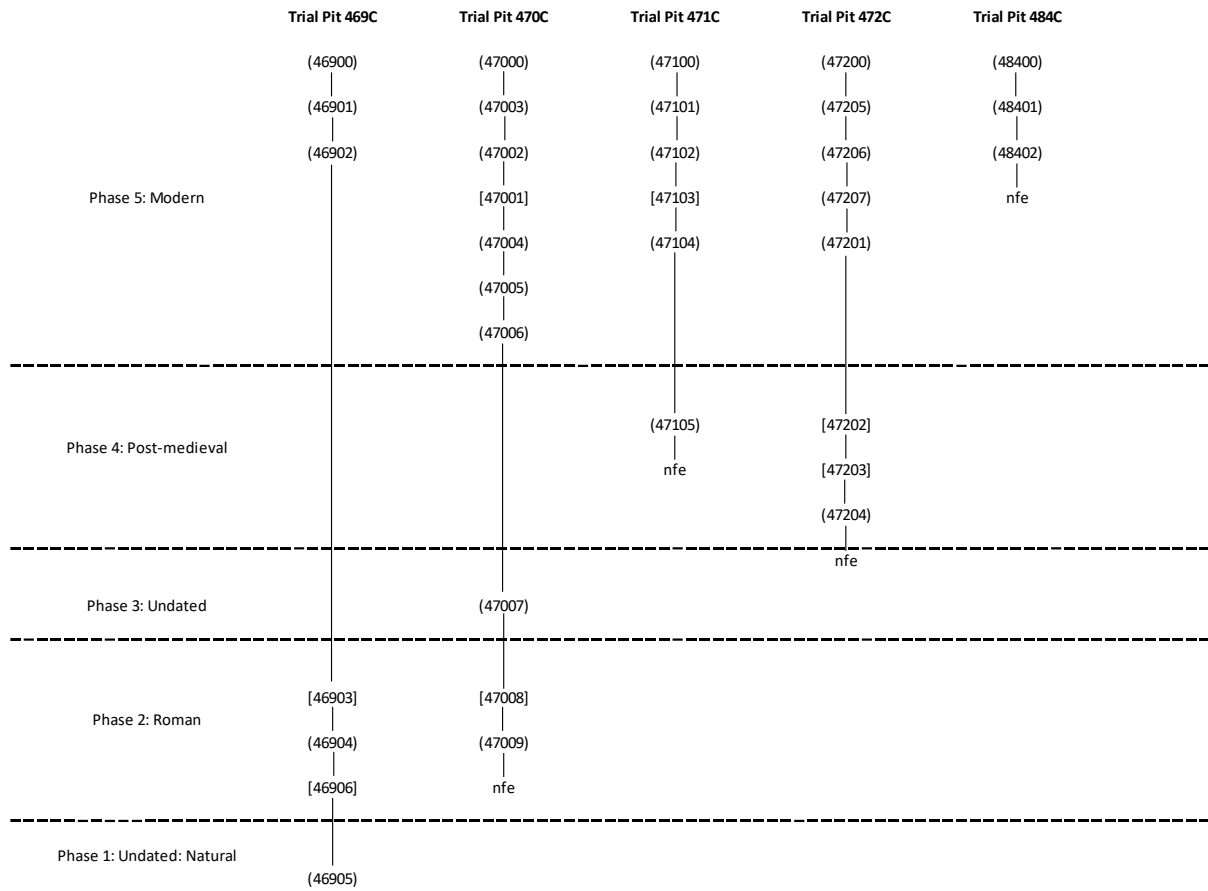 Trial Pit 469C Trial Pit 470C Trial Pit 471C Trial Pit 472C Trial Pit 484C
(46900) (47000) (47100) (47200) (48400)
(46901) (47003) (47101) (47205) (48401)
(46902) (47002) (47102) (47206) (48402)
Phase 5: Modern [47001] [47103] (47207) nfe
(47004) (47104) (47201)
(47005)
(47006)
(47105) [47202]
Phase 4: Post-medieval
nfe [47203]
(47204)
nfe
Phase 3: Undated (47007)
[46903] [47008]
Phase 2: Roman
(46904) (47009)
[46906] nfe
Phase 1: Undated: Natural
(46905)